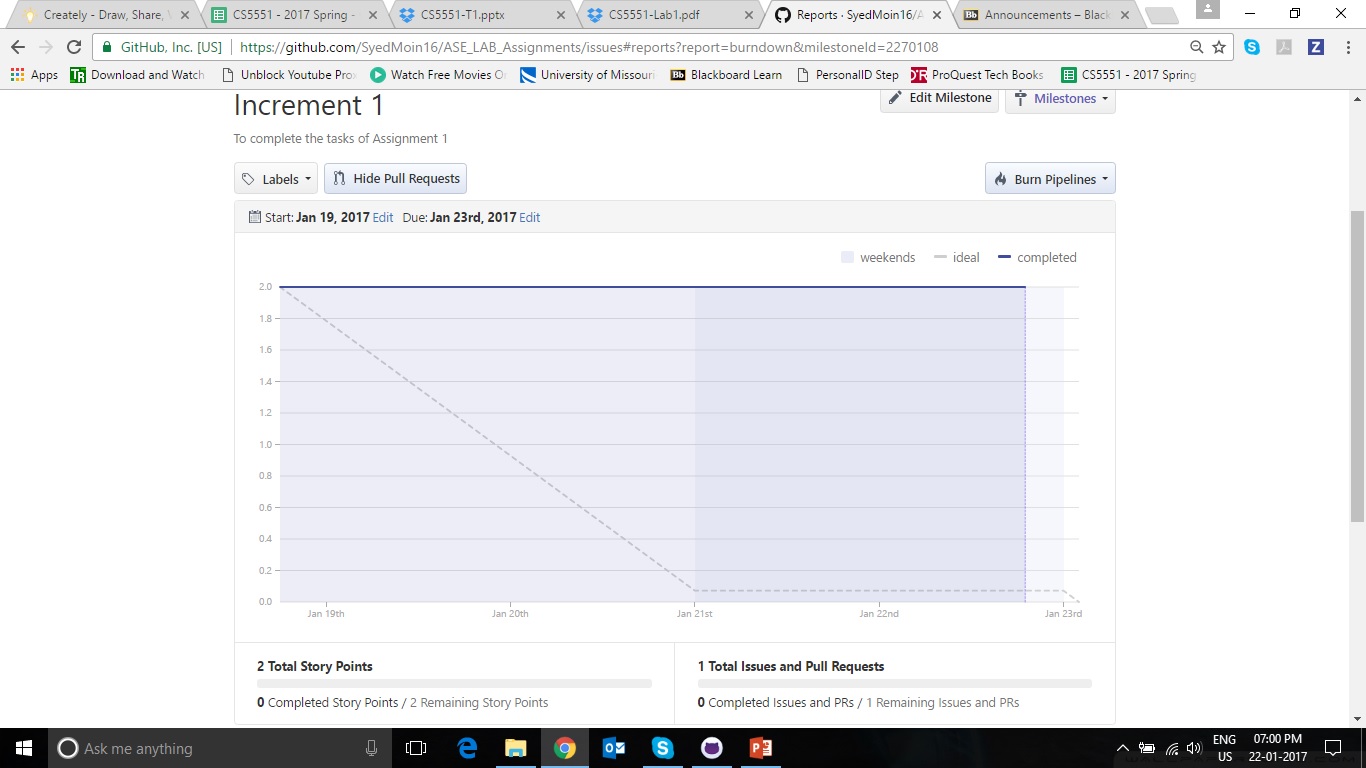 Creately - Draw, Share,
CS5551 - 2017 Spring -
CS5551-T1.pptx
CS5551-Lab1.pdf
Reports · SyedMoin16/A
Bb Announcements – Black
GitHub, Inc. [US] https://github.com/SyedMoin16/ASE_LAB_Assignments/issues#reports?report=burndown&milestoneId=2270108
Apps TR Download and Watch Unblock Youtube Pro Watch Free Movies O University of Missouri Bb Blackboard Learn PersonalID Step ProQuest Tech Books CS5551 - 2017 Spring
Increment 1
Edit Milestone Milestones
To complete the tasks of Assignment 1
Labels Hide Pull Requests Burn Pipelines
Start: Jan 19, 2017 Edit Due: Jan 23rd, 2017 Edit
weekends ideal completed
2.0
1.8
1.6
1.4
1.2
1.0
0.8
0.6
0.4
0.2
0.0
Jan 19th Jan 20th Jan 21st Jan 22nd Jan 23rd
2 Total Story Points
0 Completed Story Points / 2 Remaining Story Points
1 Total Issues and Pull Requests
0 Completed Issues and PRs / 1 Remaining Issues and PRs
Ask me anything
ENG
US
07:00 PM
22-01-2017